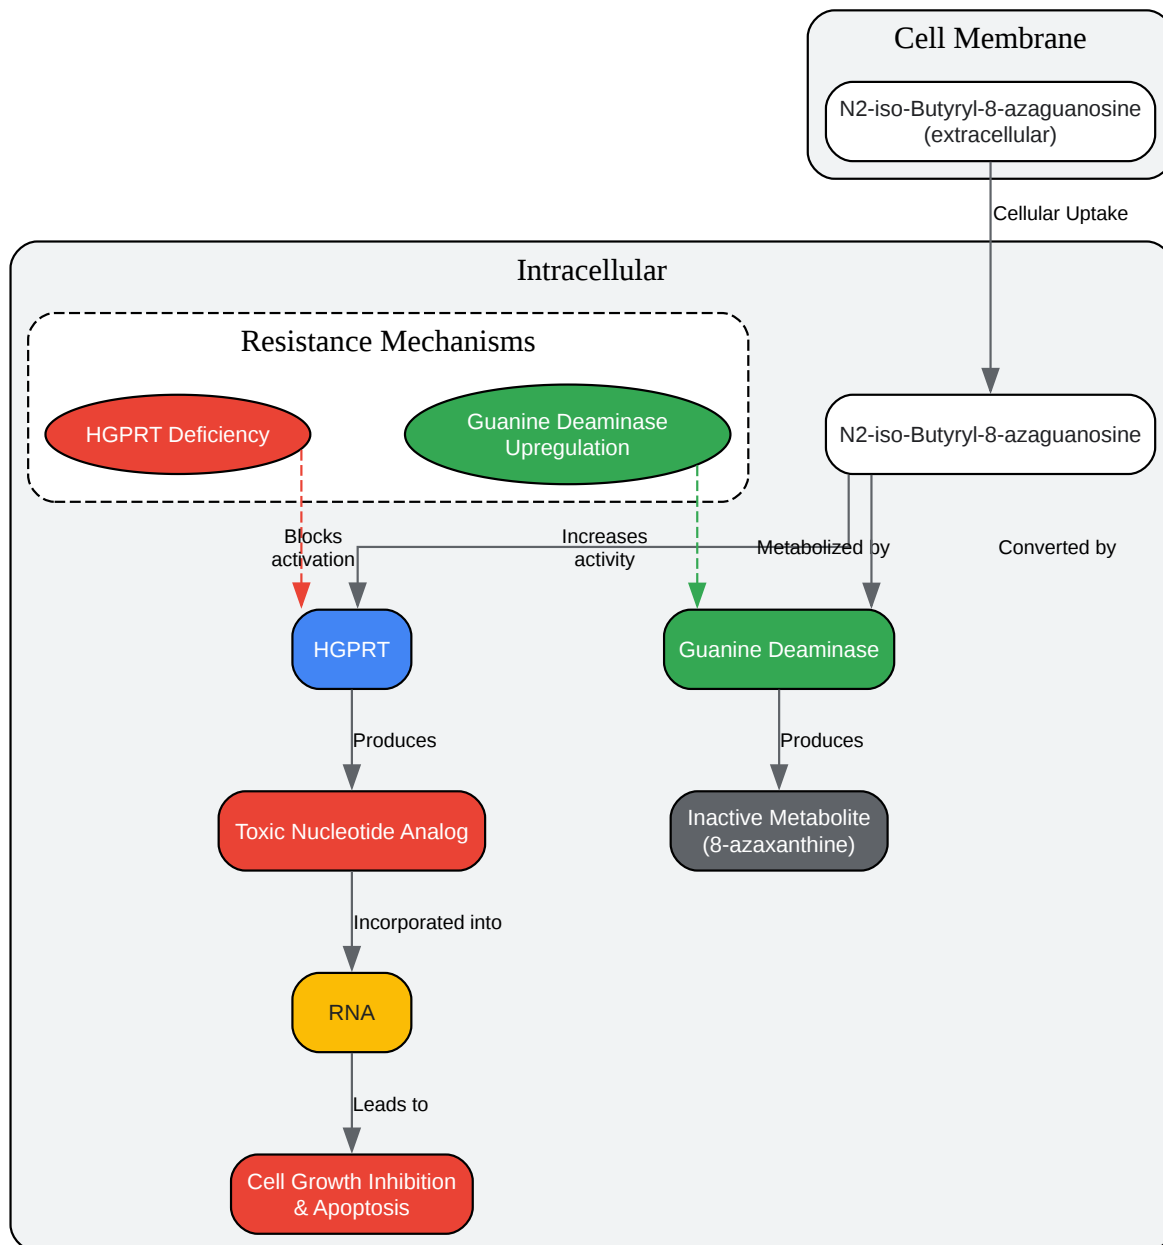 Cell Membrane
N2-iso-Butyryl-8-azaguanosine
(extracellular)
Cellular Uptake
Intracellular
Resistance Mechanisms
HGPRT Deficiency
Guanine Deaminase
Upregulation
N2-iso-Butyryl-8-azaguanosine
Blocks
activation
Increases
activity
Metabolized by
Converted by
HGPRT
Guanine Deaminase
Produces
Produces
Toxic Nucleotide Analog
Inactive Metabolite
(8-azaxanthine)
Incorporated into
RNA
Leads to
Cell Growth Inhibition
& Apoptosis